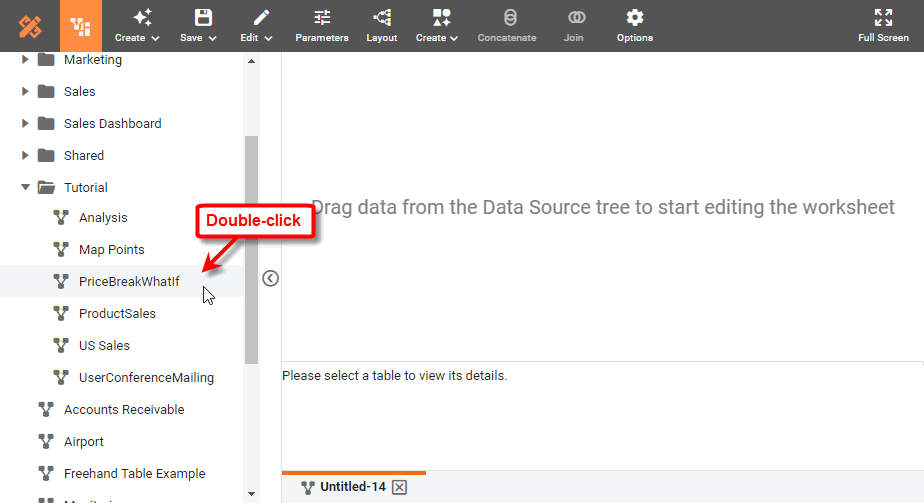 Create
Save
Edit
Parameters
Layout
Create
Concatenate
Join
Options
Full Screen
Marketing
Sales
Sales Dashboard
Shared
Tutorial
Analysis
Map Points
PriceBreakWhatIf
ProductSales
US Sales
UserConferenceMailing
Accounts Receivable
Airport
Freehand Table Example
Double-click
Drag data from the Data Source tree to start editing the worksheet
Please select a table to view its details.
Untitled-14